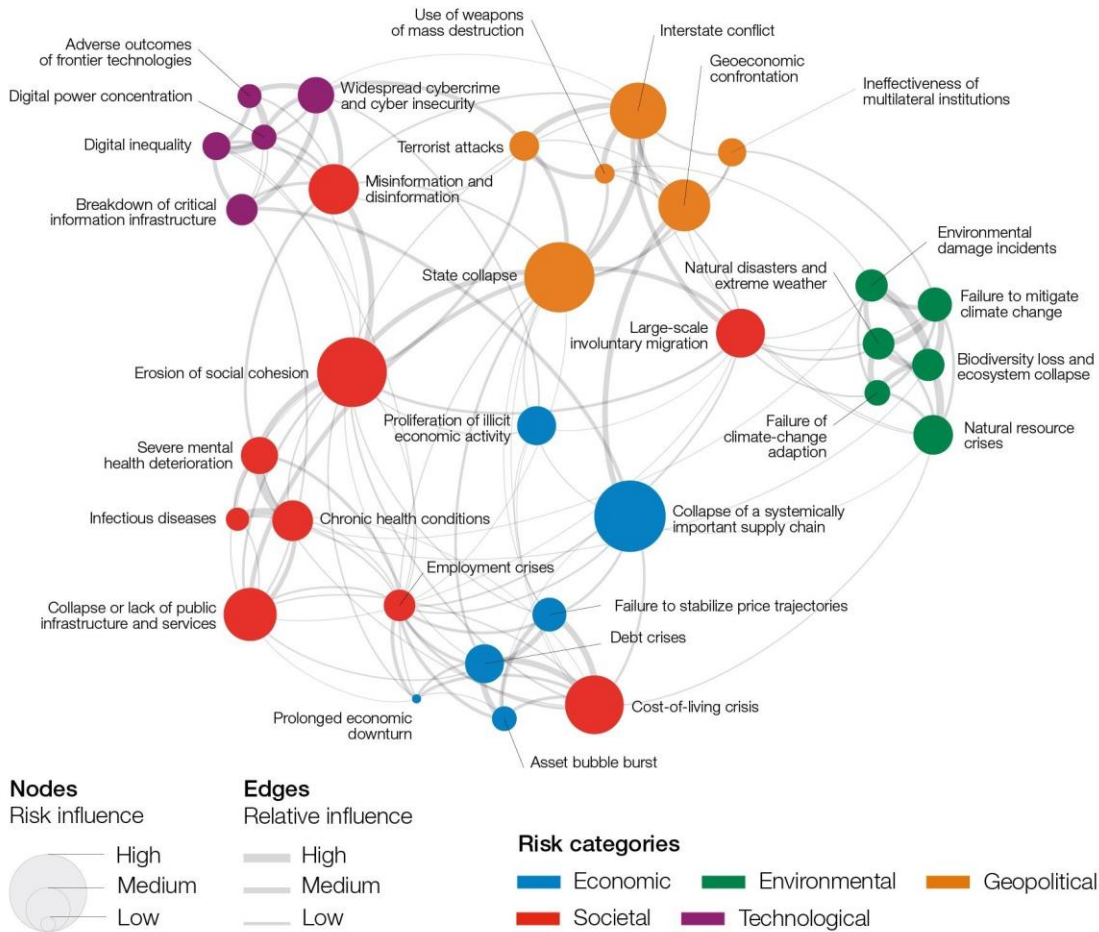 Use of weapons
of mass destruction
Interstate conflict
Adverse outcomes
of frontier technologies
Geoeconomic
confrontation
Widespread cybercrime
and cyber insecurity
Ineffectiveness of
multilateral institutions
Digital power concentration
Digital inequality
Terrorist attacks
Misinformation and
disinformation
Breakdown of critical
information infrastructure
Environmental
damage incidents
Natural disasters and
extreme weather
State collapse
Failure to mitigate
climate change
Large-scale
involuntary migration
Biodiversity loss and
ecosystem collapse
Erosion of social cohesion
Proliferation of illicit
economic activity
Failure of
climate-change
adaption
Natural resource
crises
Severe mental
health deterioration
Infectious diseases
Chronic health conditions
Collapse of a systemically
important supply chain
Employment crises
Collapse or lack of public
infrastructure and services
Failure to stabilize price trajectories
Debt crises
Prolonged economic
downturn
Cost-of-living crisis
Asset bubble burst
Nodes
Risk influence
High
Medium
Low
Edges
Relative influence
High
Medium
Low
Risk categories
Economic
Environmental
Geopolitical
Societal
Technological